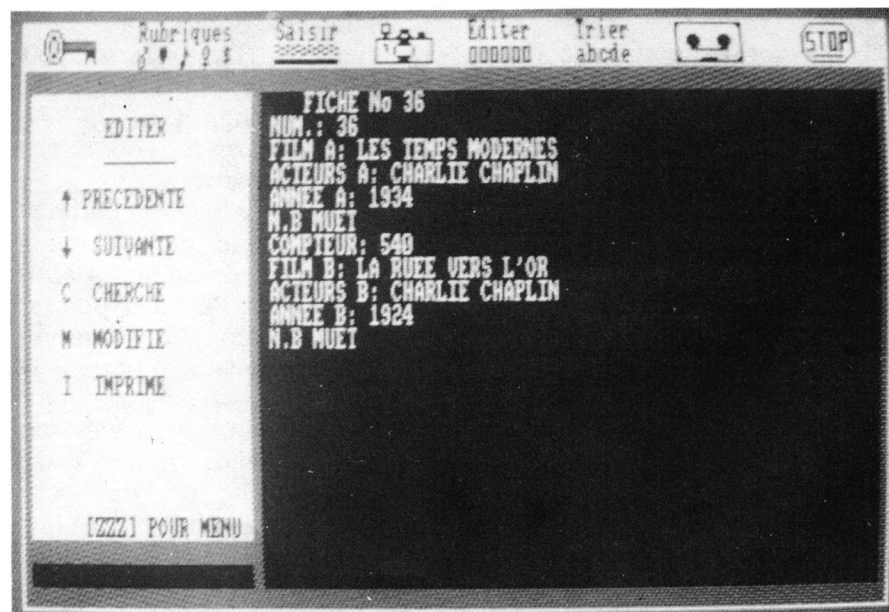 Rubriques
Saisir
Editer
Trier
abcde
STOP
EDITER
↑ PRECEDENTE
↓ SUIVANTE
C CHERCHE
M MODIFIE
I IMPRIME
[ZZZ] POUR MENU
FICHE No 36
NUM.: 36
FILM A: LES TEMPS MODERNES
ACTEURS A: CHARLIE CHAPLIN
ANNEE A: 1934
N.B MUET
COMPTEUR: 540
FILM B: LA RUEE VERS L'OR
ACTEURS B: CHARLIE CHAPLIN
ANNEE B: 1924
N.B MUET